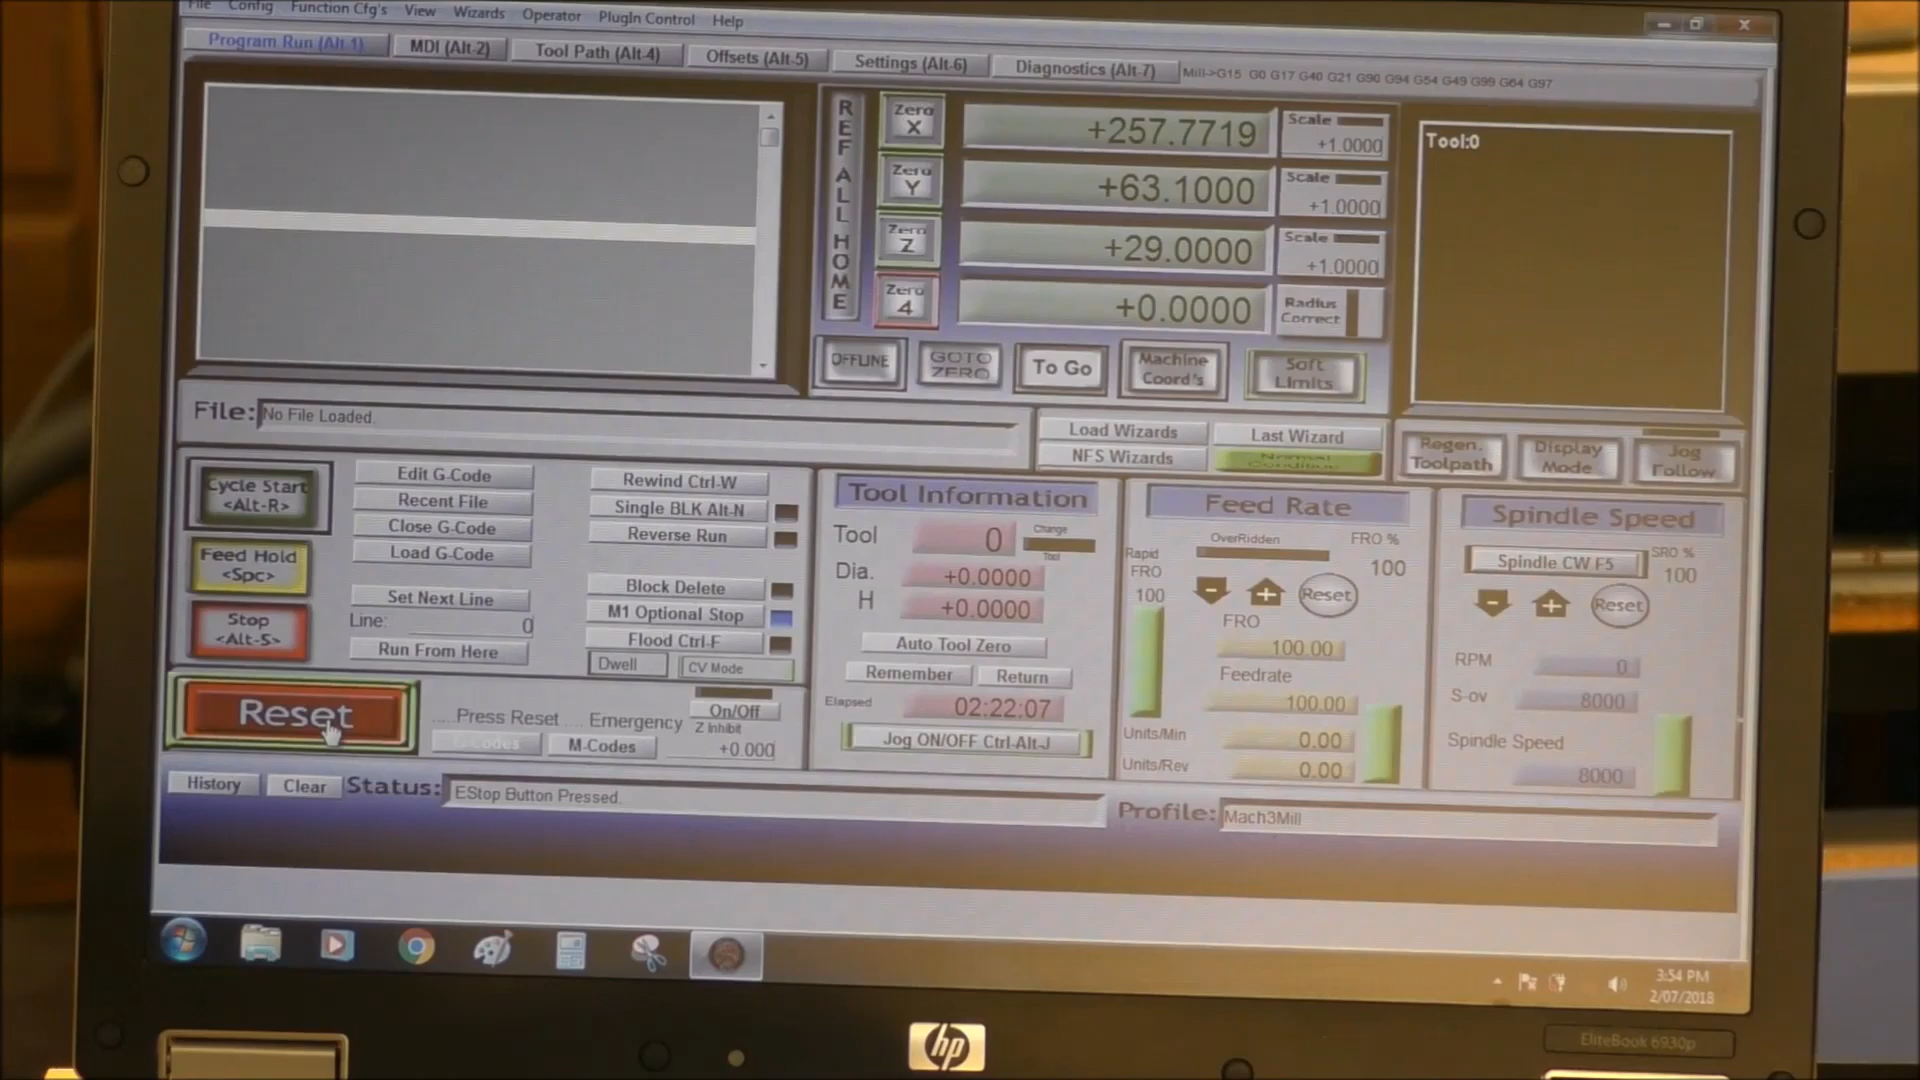 File Config Function Cfg's View Wizards Operator PlugIn Control Help
Program Run (Alt-1) MDI (Alt-2) Tool Path (Alt-4) Offsets (Alt-5) Settings (Alt-6) Diagnostics (Alt-7) Mill->G15 G0 G17 G40 G21 G90 G94 G54 G49 G99 G64 G97
REF ALL HOME
Zero X +257.7719 Scale +1.0000
Zero Y +63.1000 Scale +1.0000
Zero Z +29.0000 Scale +1.0000
Zero 4 +0.0000 Radius Correct
Tool:0
OFFLINE GOTO ZERO To Go Machine Coord's Soft Limits
File: No File Loaded.
Load Wizards Last Wizard
NFS Wizards Normal Condition
Regen. Toolpath Display Mode Jog Follow
Cycle Start <Alt-R>
Feed Hold <Spc>
Stop <Alt-S>
Edit G-Code
Recent File
Close G-Code
Load G-Code
Set Next Line
Line: 0
Run From Here
Rewind Ctrl-W
Single BLK Alt-N
Reverse Run
Block Delete
M1 Optional Stop
Flood Ctrl-F
Dwell CV Mode
Reset
.....Press Reset.... Emergency
G-Codes M-Codes
On/Off
Z Inhibit
+0.000
Tool Information
Tool 0 Change Tool
Dia. +0.0000
H +0.0000
Auto Tool Zero
Remember Return
Elapsed 02:22:07
Jog ON/OFF Ctrl-Alt-J
Feed Rate
OverRidden FRO %
Rapid FRO 100
100
Reset
FRO
100.00
Feedrate
100.00
Units/Min 0.00
Units/Rev 0.00
Spindle Speed
Spindle CW F5 SRO %
100
Reset
RPM 0
S-ov 8000
Spindle Speed
8000
History Clear Status: EStop Button Pressed.
Profile: Mach3Mill
3:54 PM
2/07/2018
hp
EliteBook 6930p